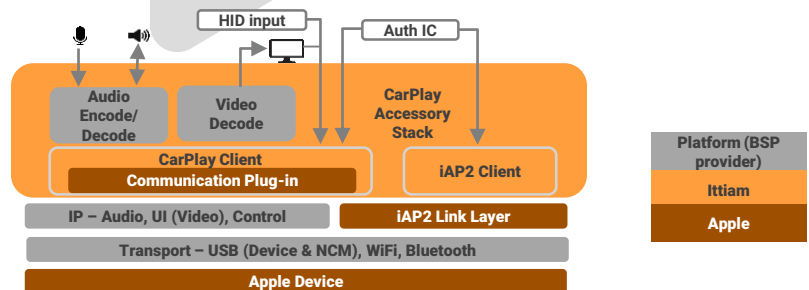 HID input
Auth IC
Audio
Encode/
Decode
Video
Decode
CarPlay
Accessory
Stack
CarPlay Client
Communication Plug-in
iAP2 Client
IP – Audio, UI (Video), Control
iAP2 Link Layer
Transport – USB (Device & NCM), WiFi, Bluetooth
Apple Device
Platform (BSP
provider)
Ittiam
Apple